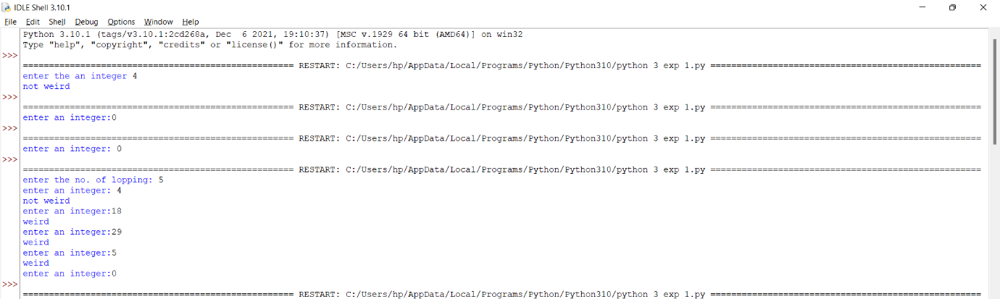 IDLE Shell 3.10.1
File Edit Shell Debug Options Window Help
Python 3.10.1 (tags/v3.10.1:2cd268a, Dec  6 2021, 19:10:37) [MSC v.1929 64 bit (AMD64)] on win32
Type "help", "copyright", "credits" or "license()" for more information.
>>>
==================================================== RESTART: C:/Users/hp/AppData/Local/Programs/Python/Python310/python 3 exp 1.py ====================================================
enter the an integer 4
not weird
>>>
==================================================== RESTART: C:/Users/hp/AppData/Local/Programs/Python/Python310/python 3 exp 1.py ====================================================
enter an integer:0
>>>
==================================================== RESTART: C:/Users/hp/AppData/Local/Programs/Python/Python310/python 3 exp 1.py ====================================================
enter an integer: 0
>>>
==================================================== RESTART: C:/Users/hp/AppData/Local/Programs/Python/Python310/python 3 exp 1.py ====================================================
enter the no. of lopping: 5
enter an integer: 4
not weird
enter an integer:18
weird
enter an integer:29
weird
enter an integer:5
weird
enter an integer:0
>>>
==================================================== RESTART: C:/Users/hp/AppData/Local/Programs/Python/Python310/python 3 exp 1.py ====================================================